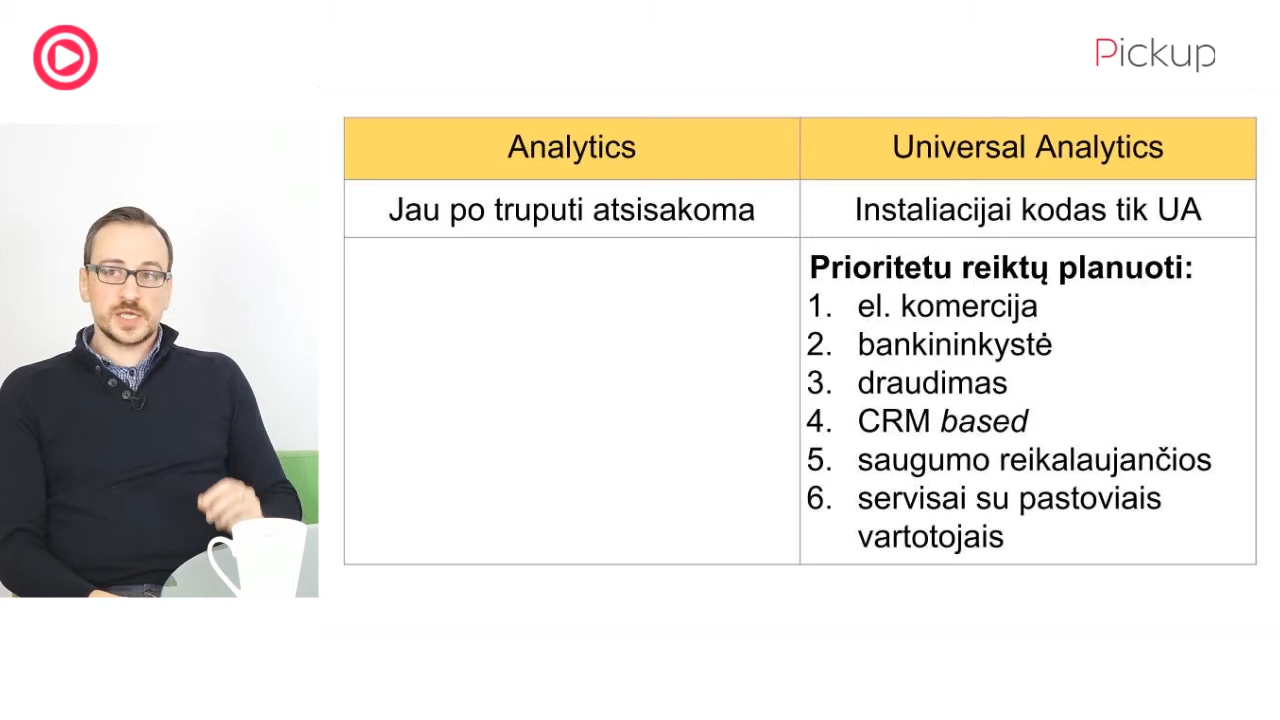 Pickup
Analytics
Universal Analytics
Jau po truputi atsisakoma
Instaliacijai kodas tik UA
Prioritetu reiktų planuoti:
1. el. komercija
2. bankininkystė
3. draudimas
4. CRM based
5. saugumo reikalaujančios
6. servisai su pastoviais
vartotojais